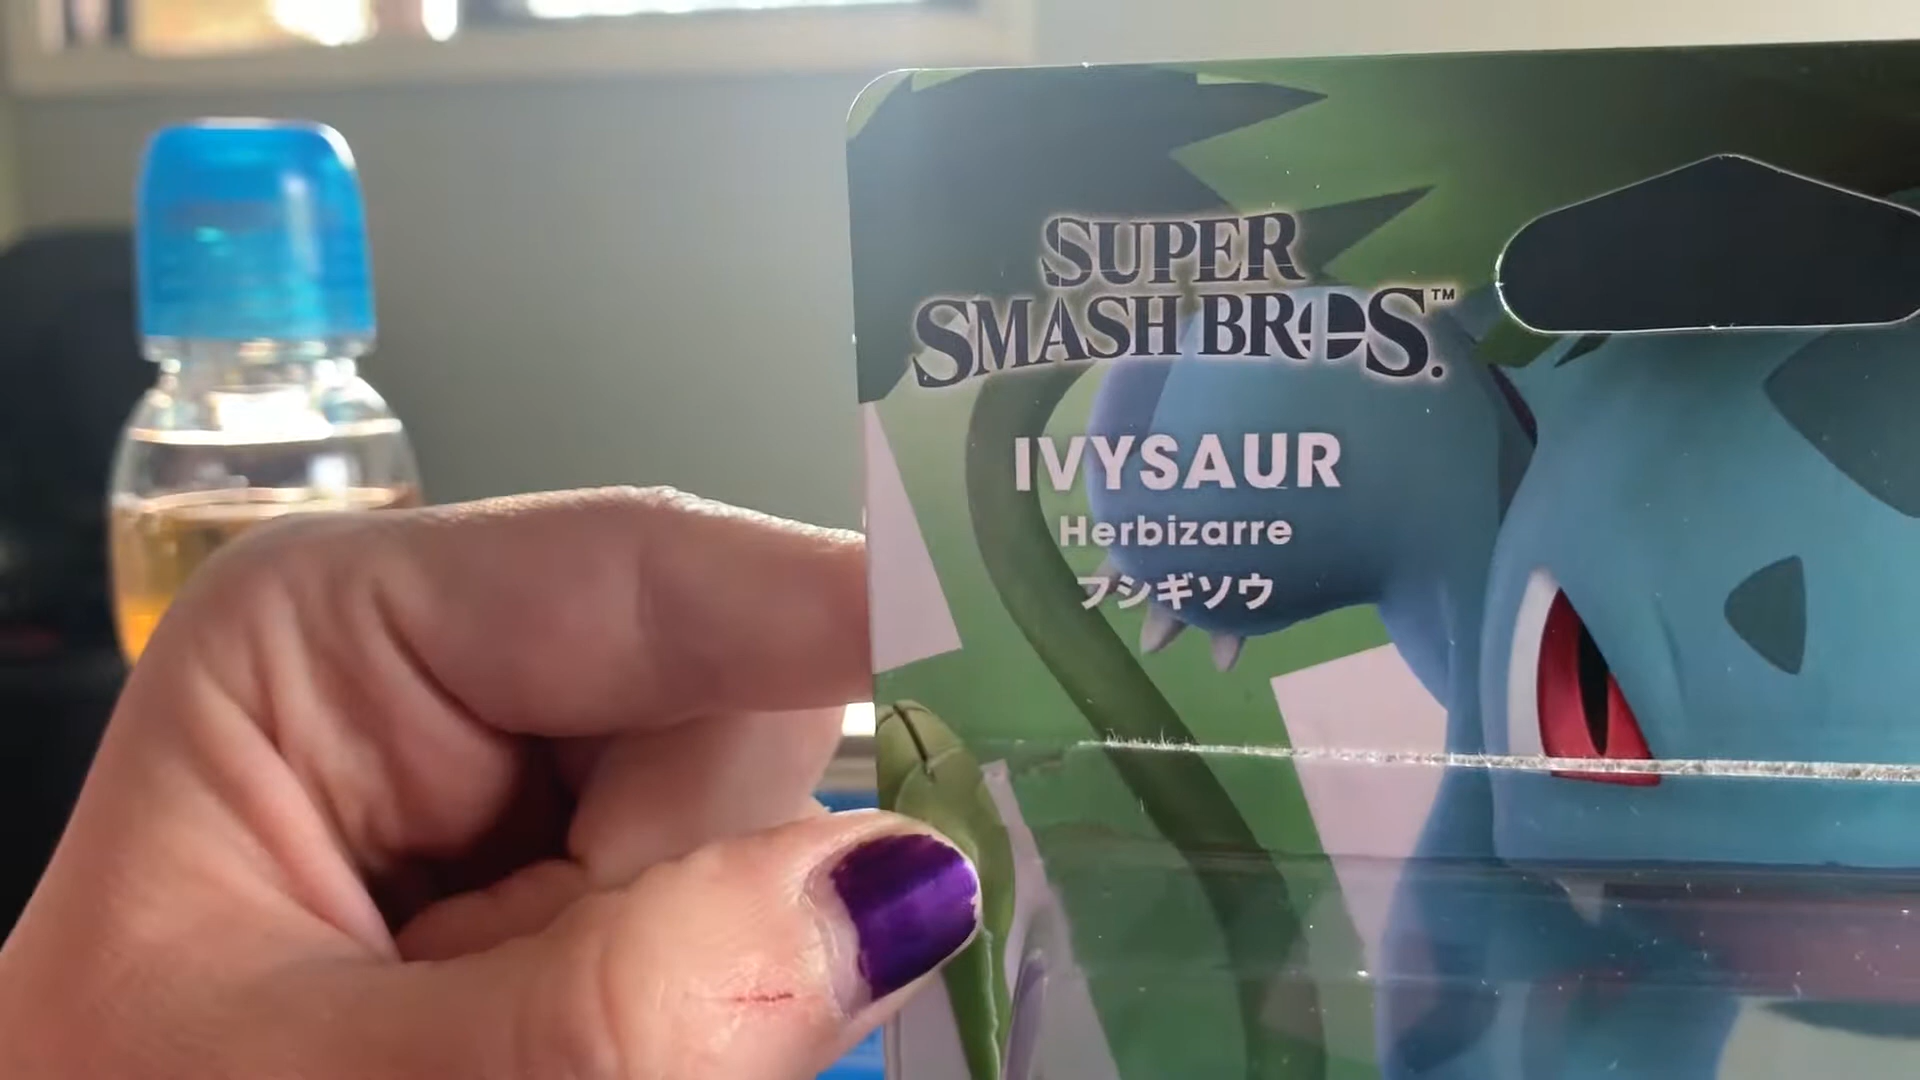 SUPER
SMASH BROS.™
IVYSAUR
Herbizarre
フシギソウ